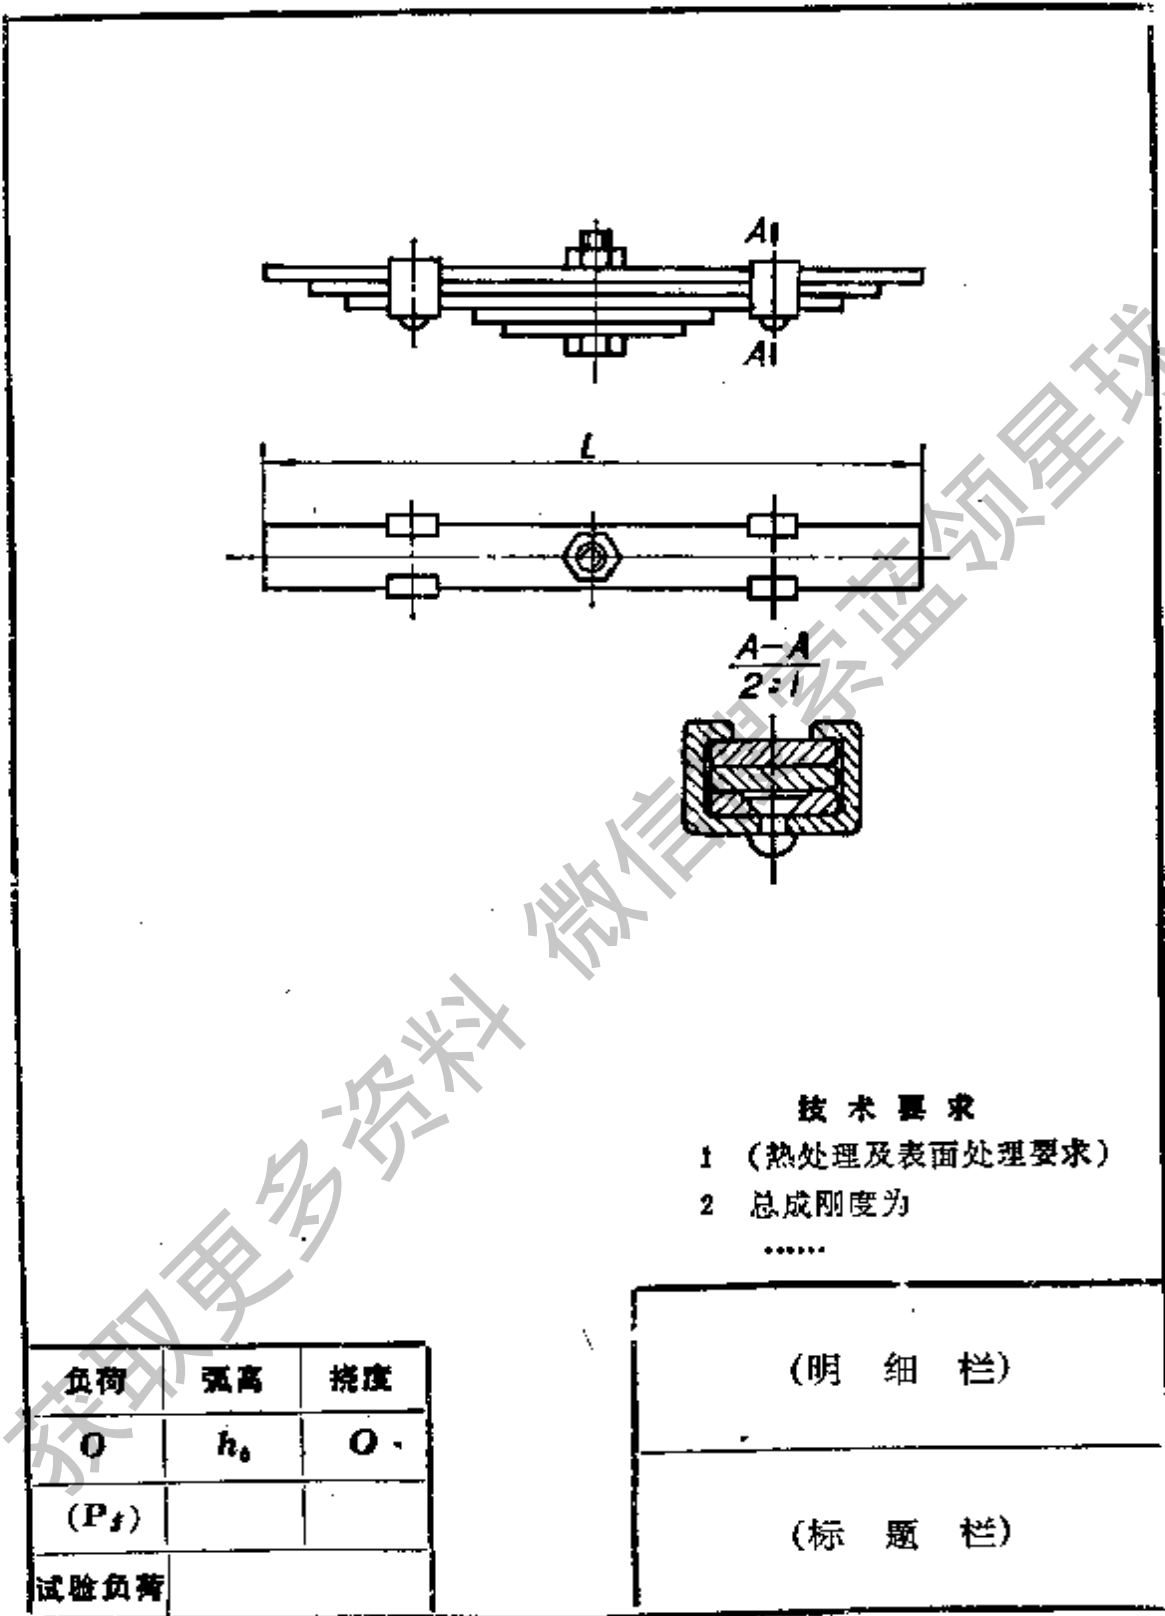 A
A
L
A-A
2:1
技术要求
1 (热处理及表面处理要求)
2 总成刚度为
······
(明细栏)
(标题栏)
负荷 弧高 挠度
O h₀ O
(Pf)
试验负荷
获取更多资料 微信搜索蓝领星球